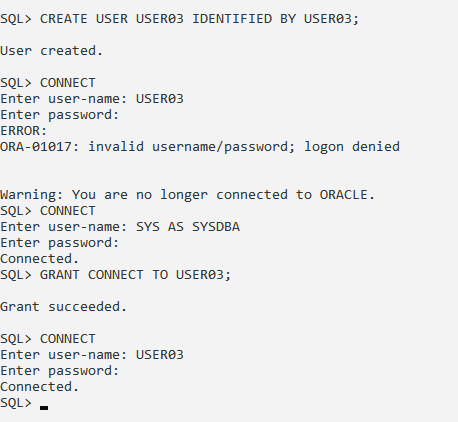 SQL> CREATE USER USER03 IDENTIFIED BY USER03;
User created.
SQL> CONNECT
Enter user-name: USER03
Enter password:
ERROR:
ORA-01017: invalid username/password; logon denied
Warning: You are no longer connected to ORACLE.
SQL> CONNECT
Enter user-name: SYS AS SYSDBA
Enter password:
Connected.
SQL> GRANT CONNECT TO USER03;
Grant succeeded.
SQL> CONNECT
Enter user-name: USER03
Enter password:
Connected.
SQL>